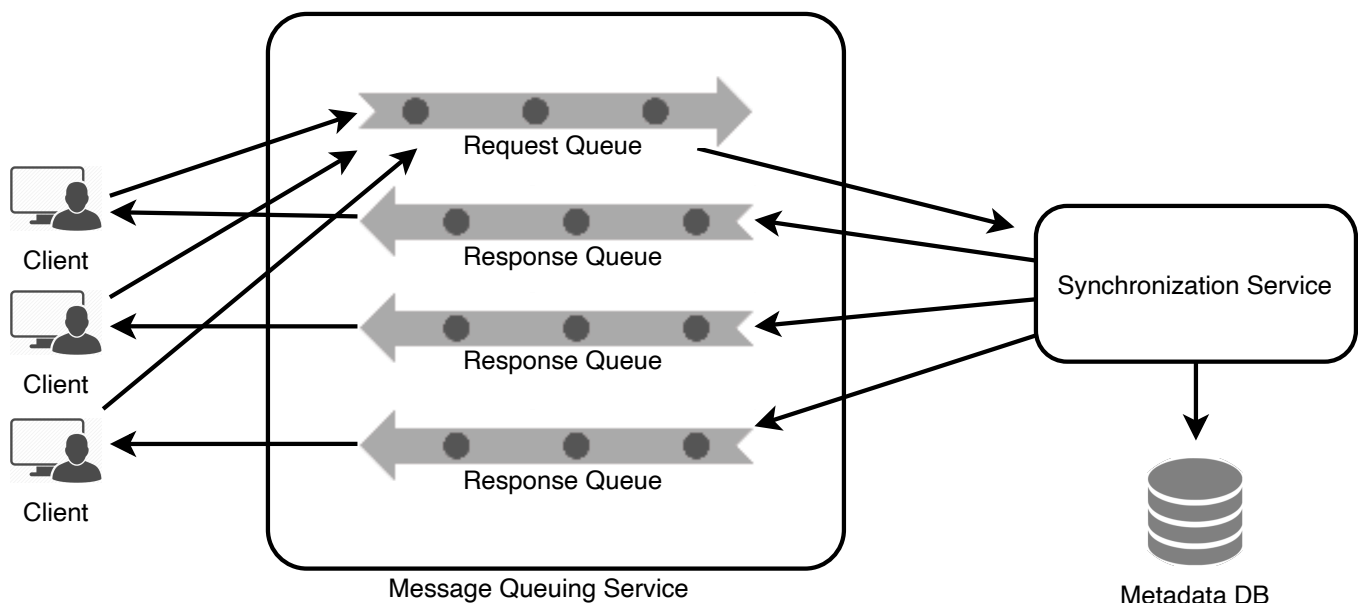 Request Queue
Client
Response Queue
Synchronization Service
Client
Response Queue
Client
Response Queue
Message Queuing Service
Metadata DB